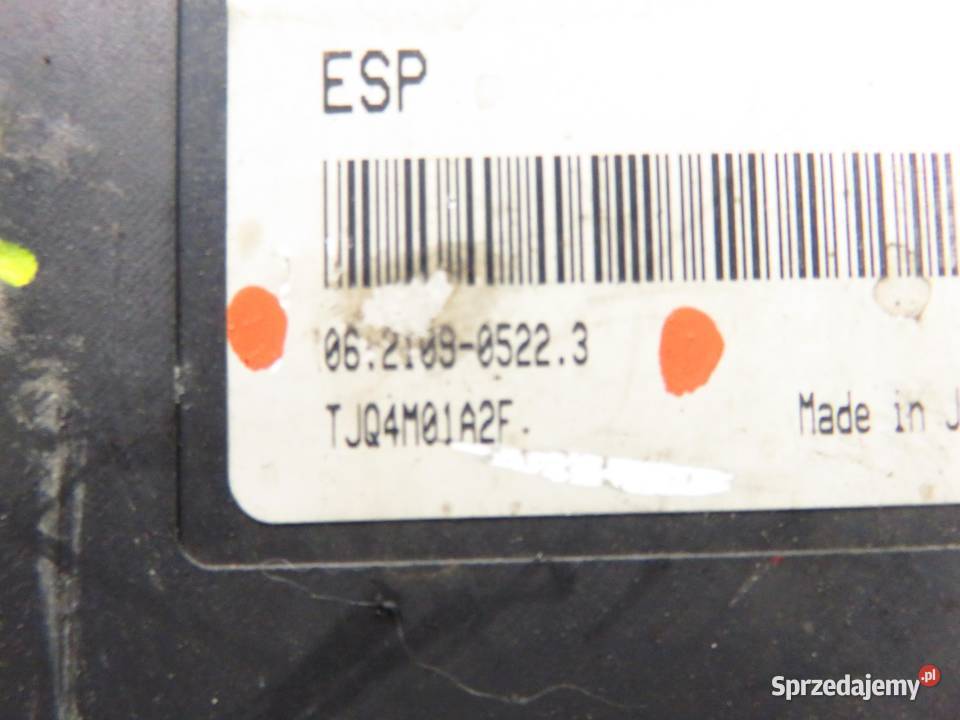 ESP
06.2109-0522.3
TJQ4M01A2F.
Made in J
Sprzedajemy.pl